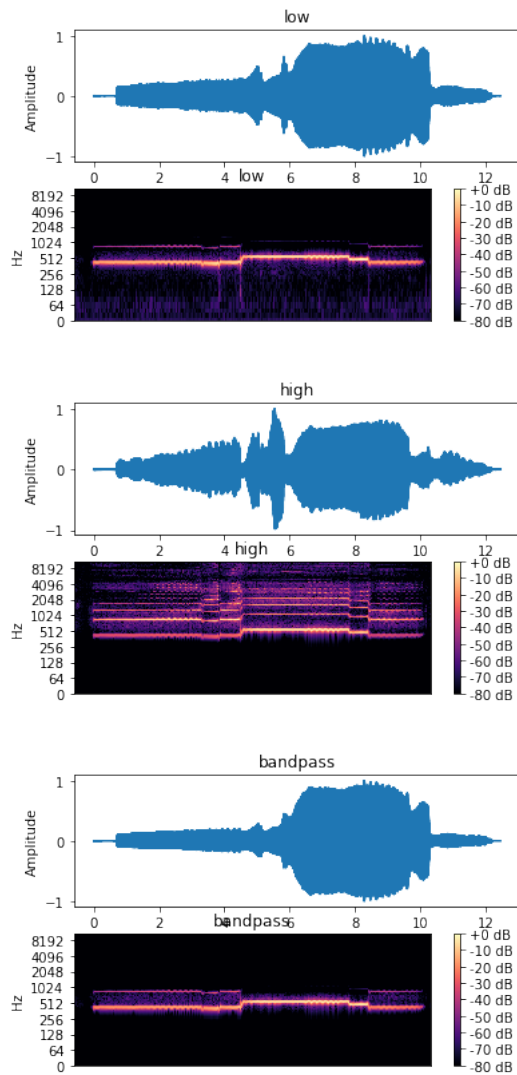 low
1
0
−1
Amplitude
0 2 4 6 8 10 12
low
8192
4096
2048
1024
512
256
128
64
0
Hz
+0 dB
-10 dB
-20 dB
-30 dB
-40 dB
-50 dB
-60 dB
-70 dB
-80 dB
high
1
0
−1
Amplitude
0 2 4 6 8 10 12
high
8192
4096
2048
1024
512
256
128
64
0
Hz
+0 dB
-10 dB
-20 dB
-30 dB
-40 dB
-50 dB
-60 dB
-70 dB
-80 dB
bandpass
1
0
−1
Amplitude
0 2 4 6 8 10 12
bandpass
8192
4096
2048
1024
512
256
128
64
0
Hz
+0 dB
-10 dB
-20 dB
-30 dB
-40 dB
-50 dB
-60 dB
-70 dB
-80 dB